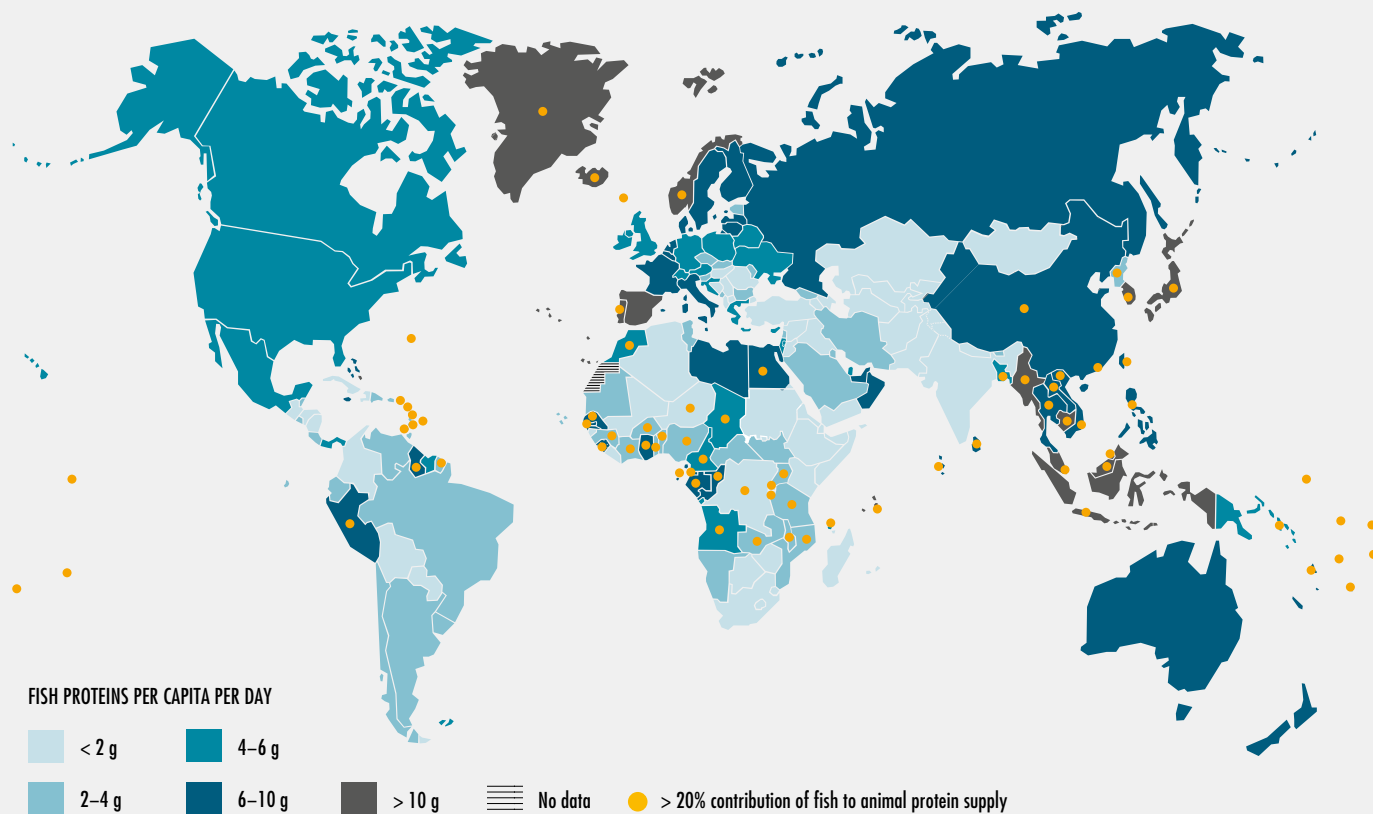 FISH PROTEINS PER CAPITA PER DAY
< 2 g
4–6 g
2–4 g
6–10 g
> 10 g
No data
> 20% contribution of fish to animal protein supply